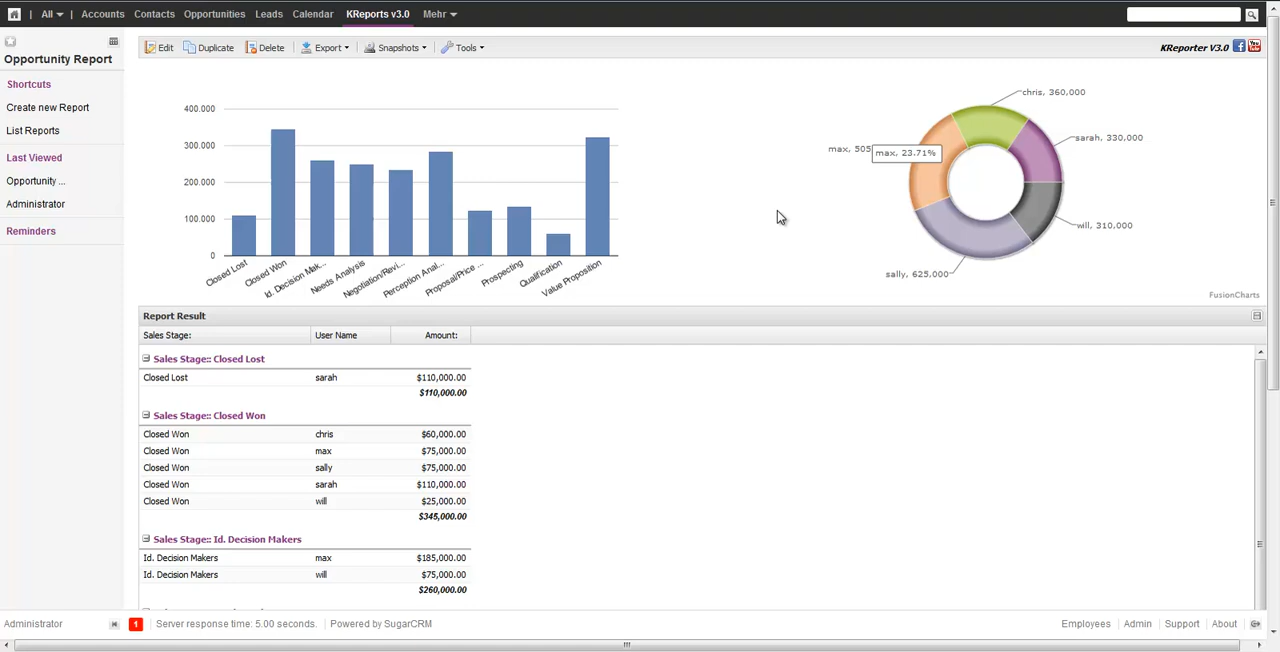 All | Accounts Contacts Opportunities Leads Calendar KReports v3.0 Mehr
Opportunity Report
Shortcuts
Create new Report
List Reports
Last Viewed
Opportunity ...
Administrator
Reminders
Edit Duplicate Delete Export Snapshots Tools
KReporter V3.0
You
400.000
300.000
200.000
100.000
0
Closed Lost
Closed Won
Id. Decision Mak...
Needs Analysis
Negotiation/Revi...
Perception Anal...
Proposal/Price ...
Prospecting
Qualification
Value Proposition
chris, 360,000
sarah, 330,000
max, 505
max, 23.71%
will, 310,000
sally, 625,000
FusionCharts
Report Result
Sales Stage: User Name Amount:
Sales Stage:: Closed Lost
Closed Lost sarah $110,000.00
$110,000.00
Sales Stage:: Closed Won
Closed Won chris $60,000.00
Closed Won max $75,000.00
Closed Won sally $75,000.00
Closed Won sarah $110,000.00
Closed Won will $25,000.00
$345,000.00
Sales Stage:: Id. Decision Makers
Id. Decision Makers max $185,000.00
Id. Decision Makers will $75,000.00
$260,000.00
Administrator 1 Server response time: 5.00 seconds. | Powered by SugarCRM Employees | Admin | Support | About